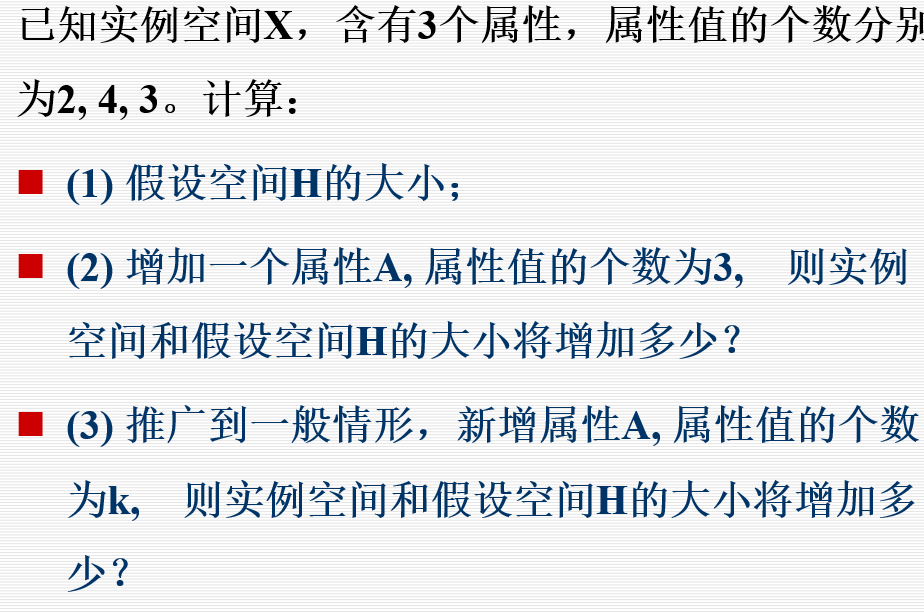 已知实例空间X，含有3个属性，属性值的个数分别
为2, 4, 3。计算：
(1) 假设空间H的大小；
(2) 增加一个属性A, 属性值的个数为3, 则实例
空间和假设空间H的大小将增加多少？
(3) 推广到一般情形，新增属性A, 属性值的个数
为k, 则实例空间和假设空间H的大小将增加多
少？